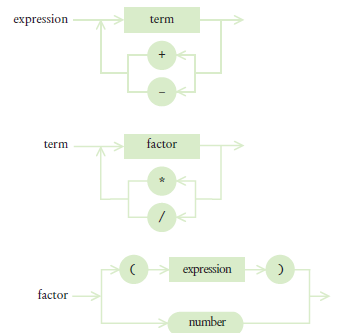 expression term
+
-
term factor
*
/
( expression )
factor
number